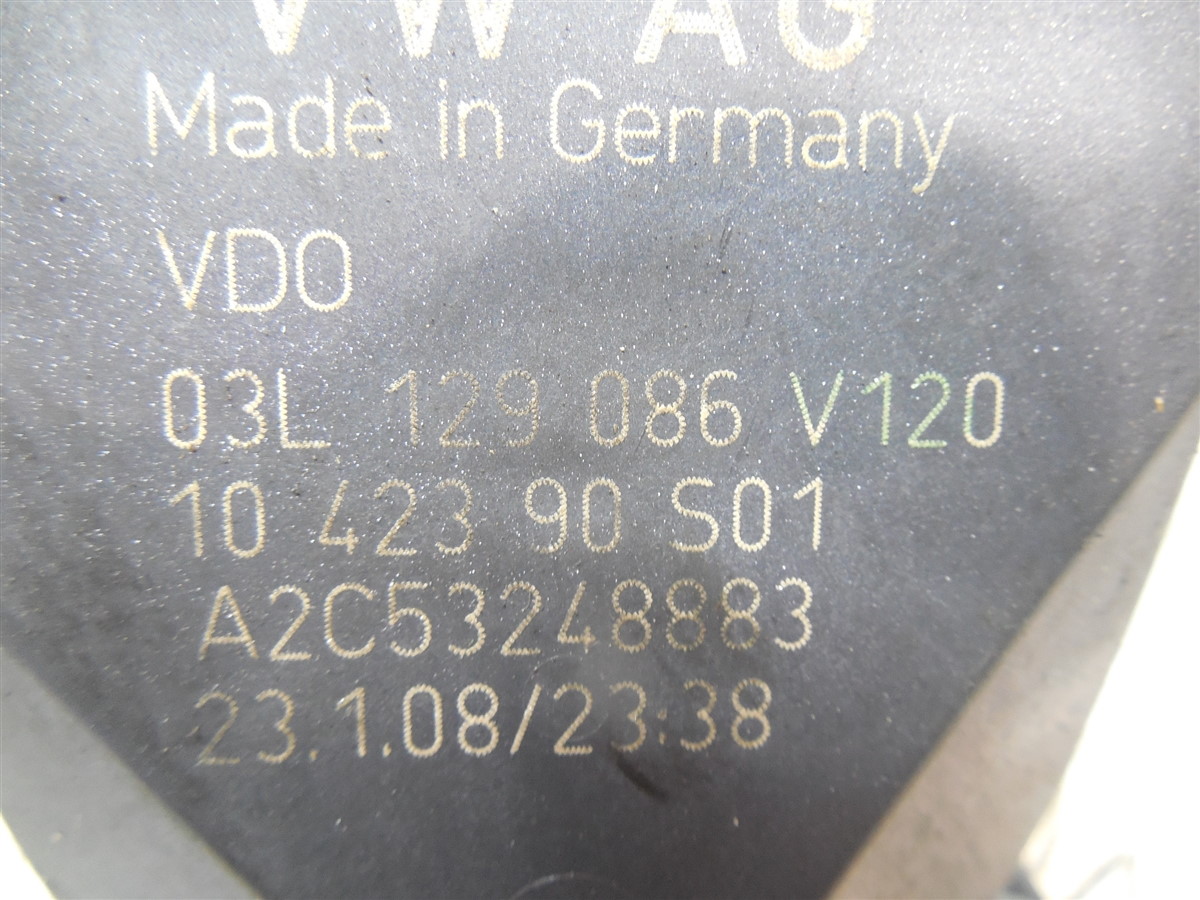 VW AG
Made in Germany
VDO
03L 129 086 V120
10 423 90 S01
A2C53248883
23.1.08/23:38